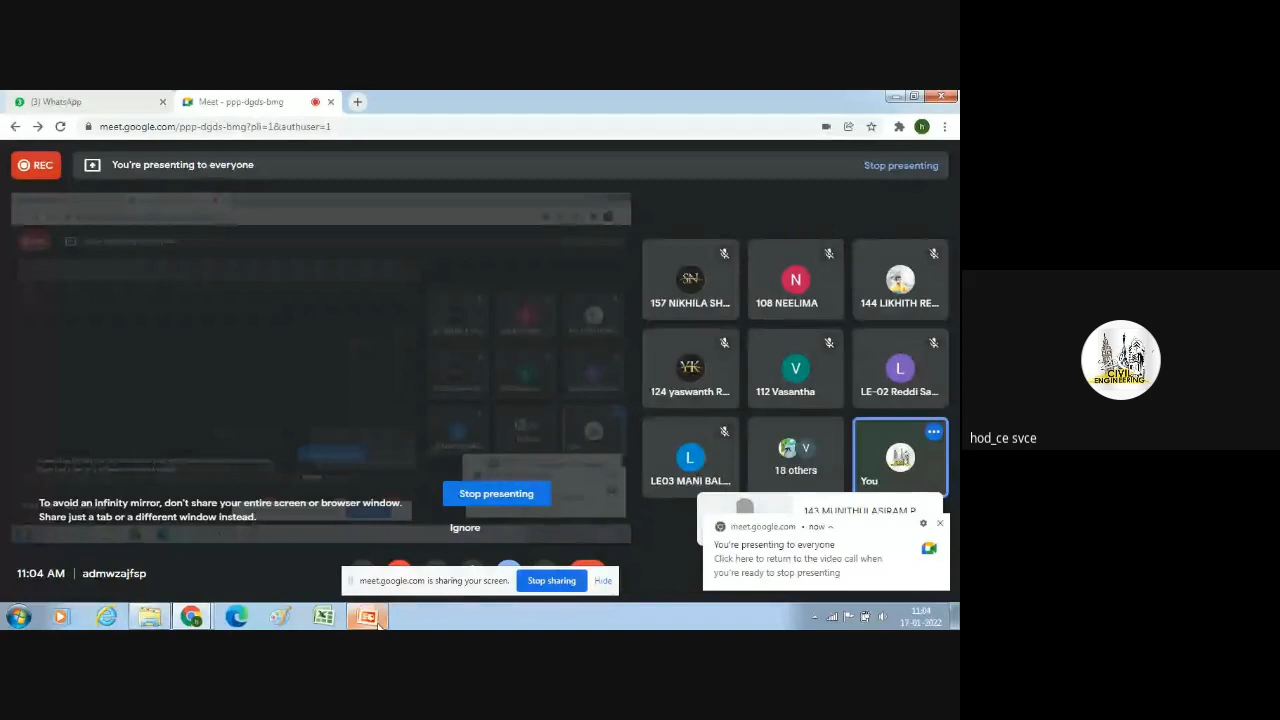 (3) WhatsApp
Meet - ppp-dgds-bmg
meet.google.com/ppp-dgds-bmg?pli=1&authuser=1
h
REC
You're presenting to everyone
Stop presenting
SN
157 NIKHILA SH...
N
108 NEELIMA
144 LIKHITH RE...
YK
124 yaswanth R...
V
112 Vasantha
L
LE-02 Reddi Sa...
L
LE03 MANI BAL...
V
18 others
You
To avoid an infinity mirror, don't share your entire screen or browser window.
Share just a tab or a different window instead.
Stop presenting
Ignore
143 MUNITHULASIRAM P
meet.google.com • now
You're presenting to everyone
Click here to return to the video call when
you're ready to stop presenting
11:04 AM | admwzajfsp
meet.google.com is sharing your screen.
Stop sharing
Hide
11:04
17-01-2022
CIVIL
ENGINEERING
hod_ce svce